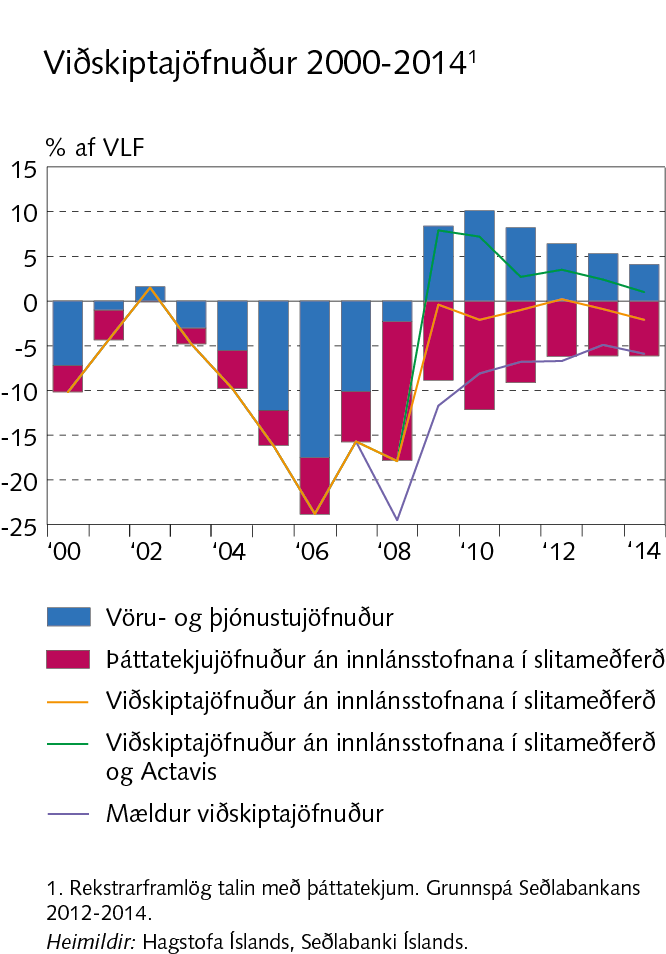 Viðskiptajöfnuður 2000-2014¹
% af VLF
15
10
5
0
-5
-10
-15
-20
-25
‘00 ‘02 ‘04 ‘06 ‘08 ‘10 ‘12 ‘14
Vöru- og þjónustujöfnuður
Þáttatekjujöfnuður án innlánsstofnana í slitameðferð
Viðskiptajöfnuður án innlánsstofnana í slitameðferð
Viðskiptajöfnuður án innlánsstofnana í slitameðferð
og Actavis
Mældur viðskiptajöfnuður
1. Rekstrarframlög talin með þáttatekjum. Grunnspá Seðlabankans
2012-2014.
Heimildir: Hagstofa Íslands, Seðlabanki Íslands.